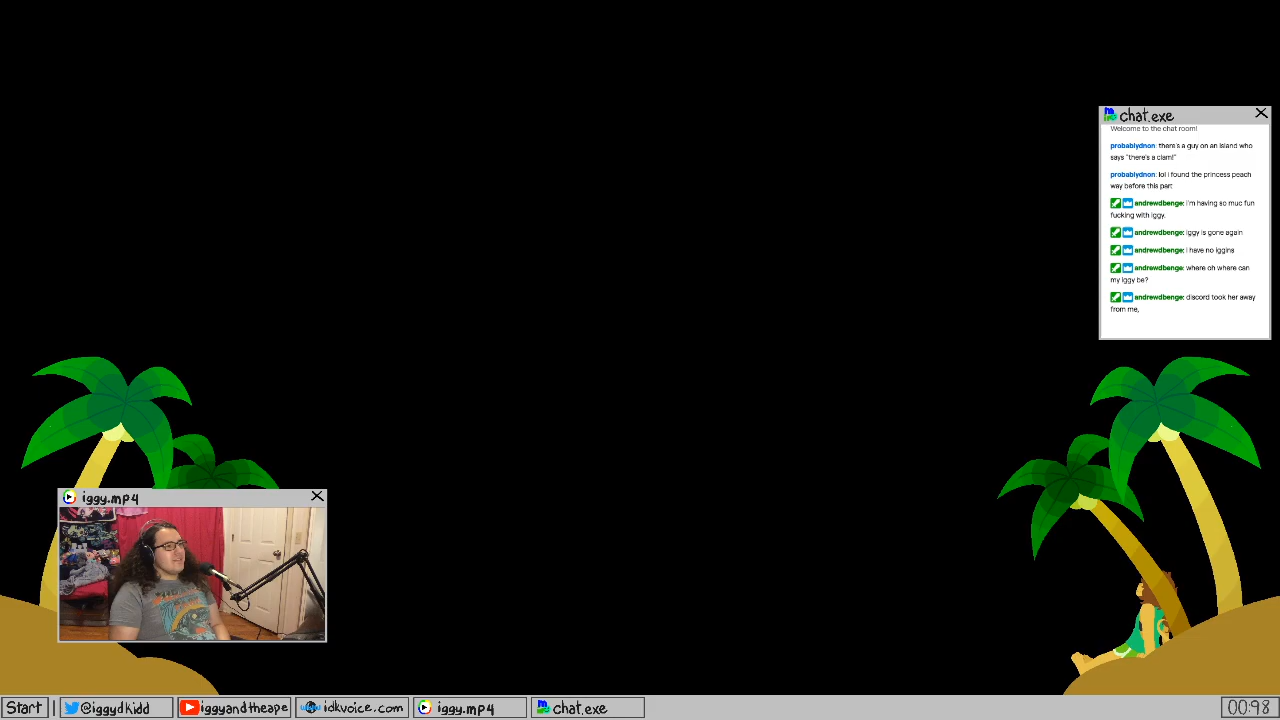 chat.exe
Welcome to the chat room!
probablydnon: there's a guy on an island who
says "there's a clam!"
probablydnon: lol i found the princess peach
way before this part
andrewdbenge: i'm having so muc fun
fucking with iggy.
andrewdbenge: iggy is gone again
andrewdbenge: i have no iggins
andrewdbenge: where oh where can
my iggy be?
andrewdbenge: discord took her away
from me,
iggy.mp4
Start | @iggydkidd iggyandtheape www idkvoice.com iggy.mp4 chat.exe 00:98